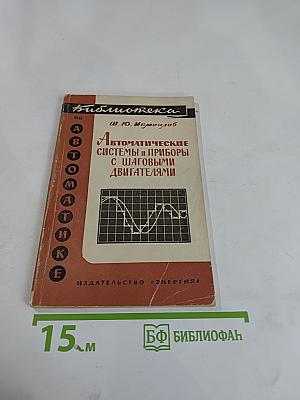 Библиотека
по
АВТОМАТИКЕ
Ш. Ю. Исмаилов
Автоматические
системы и приборы
с шаговыми
двигателями
ИЗДАТЕЛЬСТВО «ЭНЕРГИЯ»
15 см
БФ БИБЛИОФАН